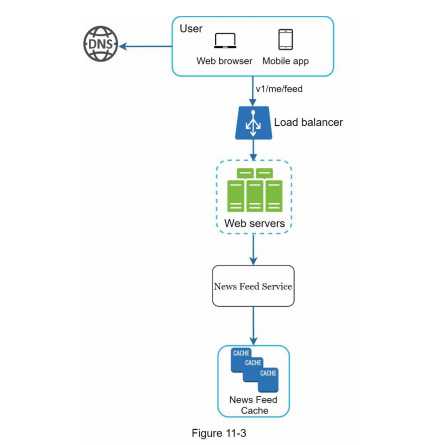 DNS
User
Web browser
Mobile app
v1/me/feed
Load balancer
Web servers
News Feed Service
CACHE
CACHE
CACHE
News Feed
Cache
Figure 11-3